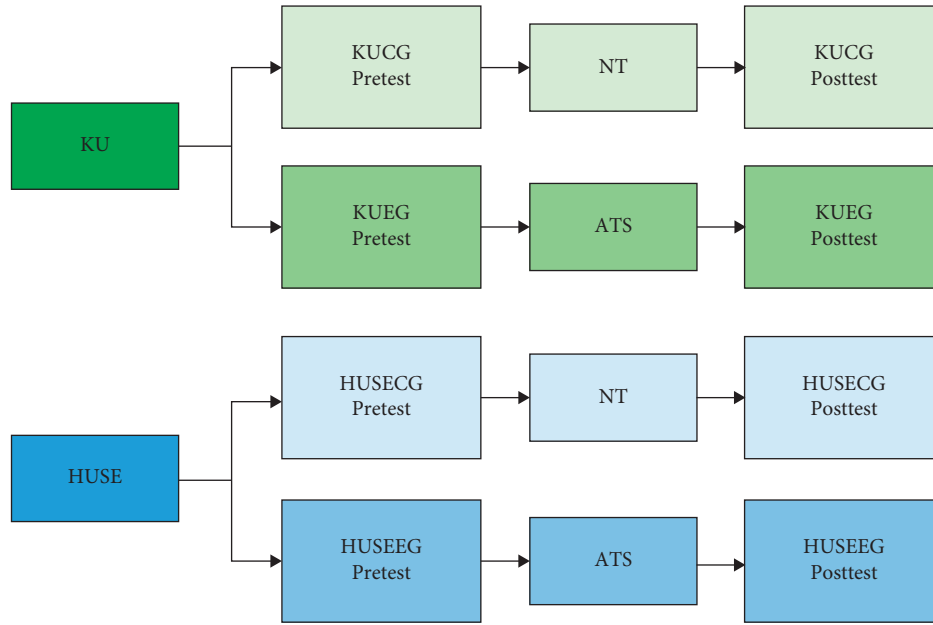 KU
KUCG
Pretest
NT
KUCG
Posttest
KUEG
Pretest
ATS
KUEG
Posttest
HUSE
HUSECG
Pretest
NT
HUSECG
Posttest
HUSEEG
Pretest
ATS
HUSEEG
Posttest